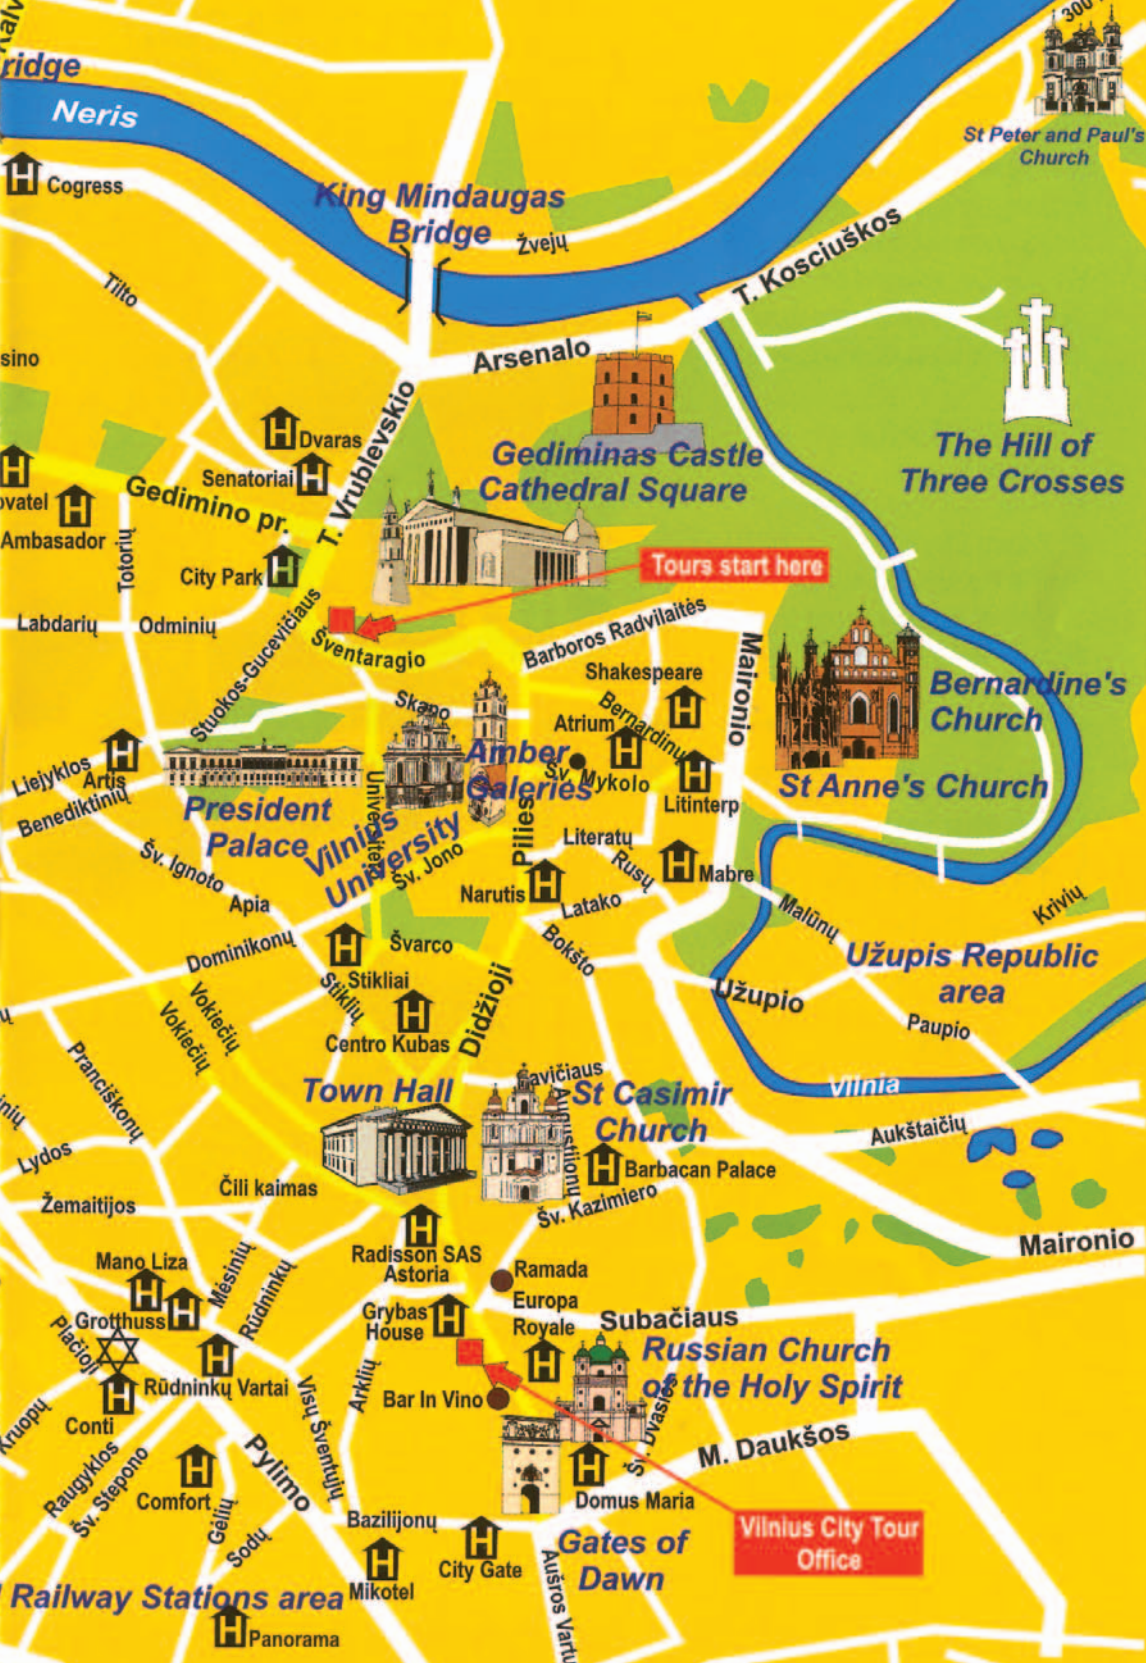 300
Kalv
ridge
Neris
St Peter and Paul's
Church
Cogress
King Mindaugas
Bridge
Žvejų
T. Kosciuškos
Tilto
Arsenalo
sino
T. Vrublevskio
Dvaras
Senatoriai
Gediminas Castle
Cathedral Square
The Hill of
Three Crosses
Gedimino pr.
ovatel
Ambasador
Totorių
City Park
Tours start here
Labdarių
Odminių
Stuokos-Gucevičiaus
Šventaragio
Barboros Radvilaitės
Maironio
Shakespeare
Bernardinų
Skapo
Atrium
Amber
Galeries
Šv. Mykolo
Litinterp
Bernardine's
Church
St Anne's Church
Liejyklos
Artis
Benediktinių
President
Palace
Universiteto
Vilnius
University
Pilies
Šv. Jono
Literatų
Rusų
Mabre
Šv. Ignoto
Apia
Narutis
Latako
Malūnų
Krivių
Bokšto
Dominikonų
Švarco
Stikliai
Stiklių
Užupis Republic
area
Užupio
Paupio
Vokiečių
Vokiečių
Didžioji
Centro Kubas
Pranciškonų
Town Hall
avičiaus
Augustijonų
St Casimir
Church
Vilnia
Aukštaičių
inių
Lydos
Barbacan Palace
Čili kaimas
Žemaitijos
Šv. Kazimiero
Maironio
Radisson SAS
Astoria
Mano Liza
Mėsinių
Rūdninkų
Ramada
Grotthuss
Grybas
House
Europa
Royale
Subačiaus
Plačioji
Russian Church
of the Holy Spirit
Rūdninkų Vartai
Arklių
Bar In Vino
Conti
Kruopų
Visų Šventųjų
Šv. Dvasios
M. Daukšos
Raugyklos
Šv. Stepono
Pylimo
Comfort
Gėlių
Sodų
Domus Maria
Bazilijonų
Vilnius City Tour
Office
Gates of
Dawn
City Gate
Mikotel
Aušros Vartų
Railway Stations area
Panorama